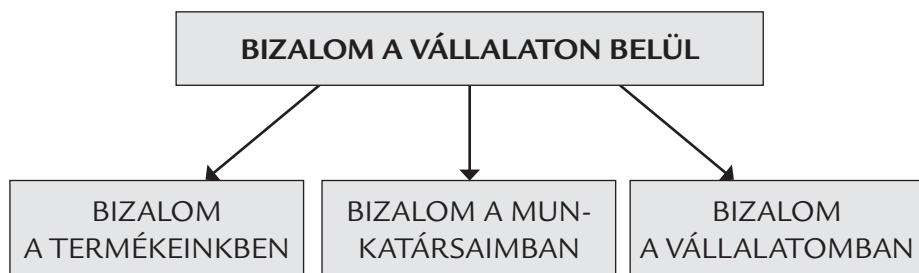 BIZALOM A VÁLLALATON BELÜL
BIZALOM
A TERMÉKEINKBEN
BIZALOM A MUN-
KATÁRSAIMBAN
BIZALOM
A VÁLLALATOMBAN